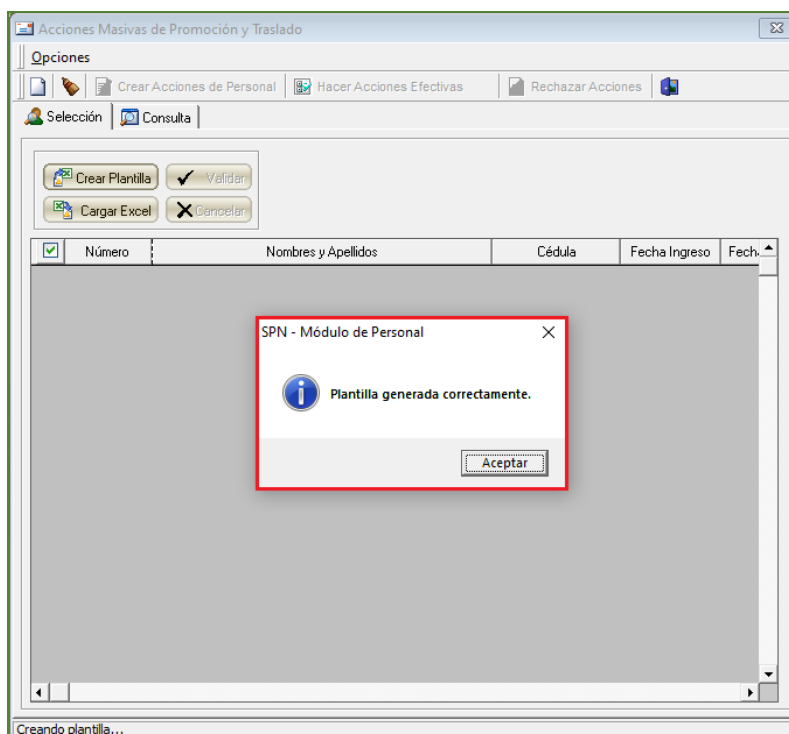 Acciones Masivas de Promoción y Traslado
Opciones
Crear Acciones de Personal Hacer Acciones Efectivas Rechazar Acciones
Selección Consulta
Crear Plantilla Validar
Cargar Excel Cancelar
Número Nombres y Apellidos Cédula Fecha Ingreso Fech
SPN - Módulo de Personal
Plantilla generada correctamente.
Aceptar
Creando plantilla...